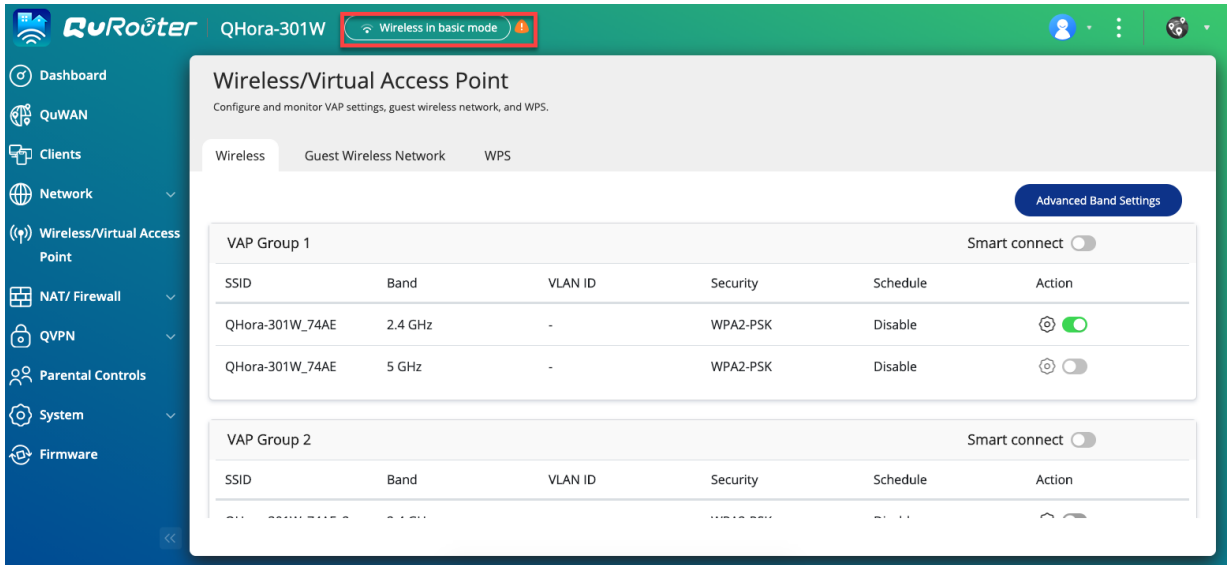 QuRouter QHora-301W Wireless in basic mode
Dashboard
QuWAN
Clients
Network
Wireless/Virtual Access
Point
NAT/ Firewall
QVPN
Parental Controls
System
Firmware
Wireless/Virtual Access Point
Configure and monitor VAP settings, guest wireless network, and WPS.
Wireless Guest Wireless Network WPS
Advanced Band Settings
VAP Group 1 Smart connect
SSID Band VLAN ID Security Schedule Action
QHora-301W_74AE 2.4 GHz - WPA2-PSK Disable
QHora-301W_74AE 5 GHz - WPA2-PSK Disable
VAP Group 2 Smart connect
SSID Band VLAN ID Security Schedule Action